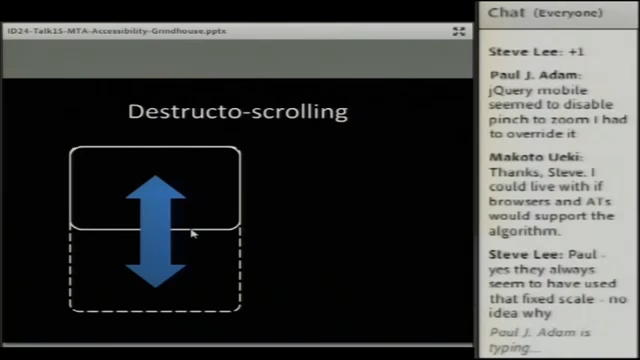 ID24-Talk15-MTA-Accessibility-Grindhouse.pptx
Destructo-scrolling
Chat (Everyone)
Steve Lee: +1
Paul J. Adam:
jQuery mobile
seemed to disable
pinch to zoom I had
to override it
Makoto Ueki:
Thanks, Steve. I
could live with if
browsers and ATs
would support the
algorithm.
Steve Lee: Paul -
yes they always
seem to have used
that fixed scale - no
idea why
Paul J. Adam is
typing...